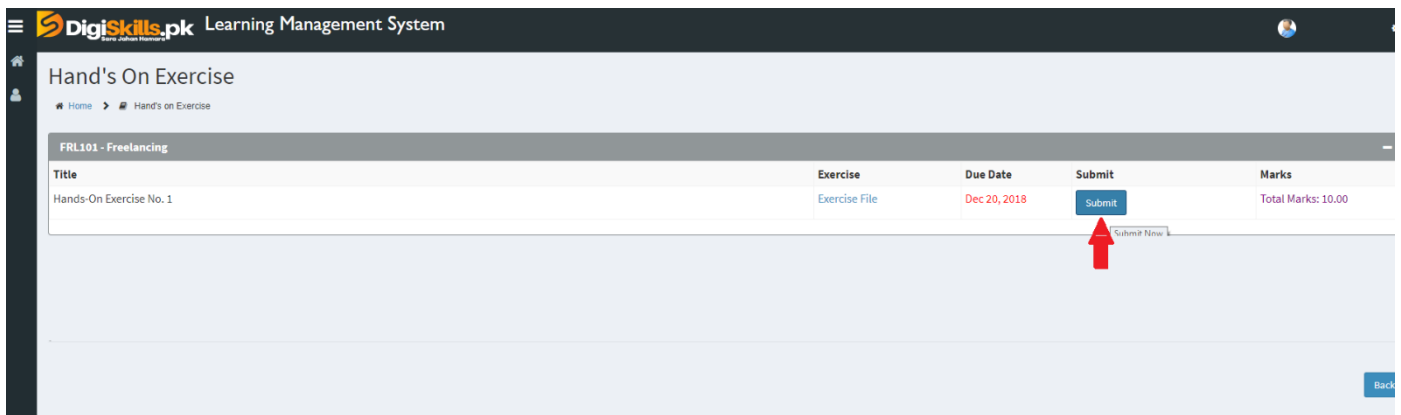 DigiSkills.pk Learning Management System
Sara Jahan Hamara
Hand's On Exercise
Home Hand's on Exercise
FRL101 - Freelancing
Title Exercise Due Date Submit Marks
Hands-On Exercise No. 1 Exercise File Dec 20, 2018 Submit Total Marks: 10.00
Submit Now
Back